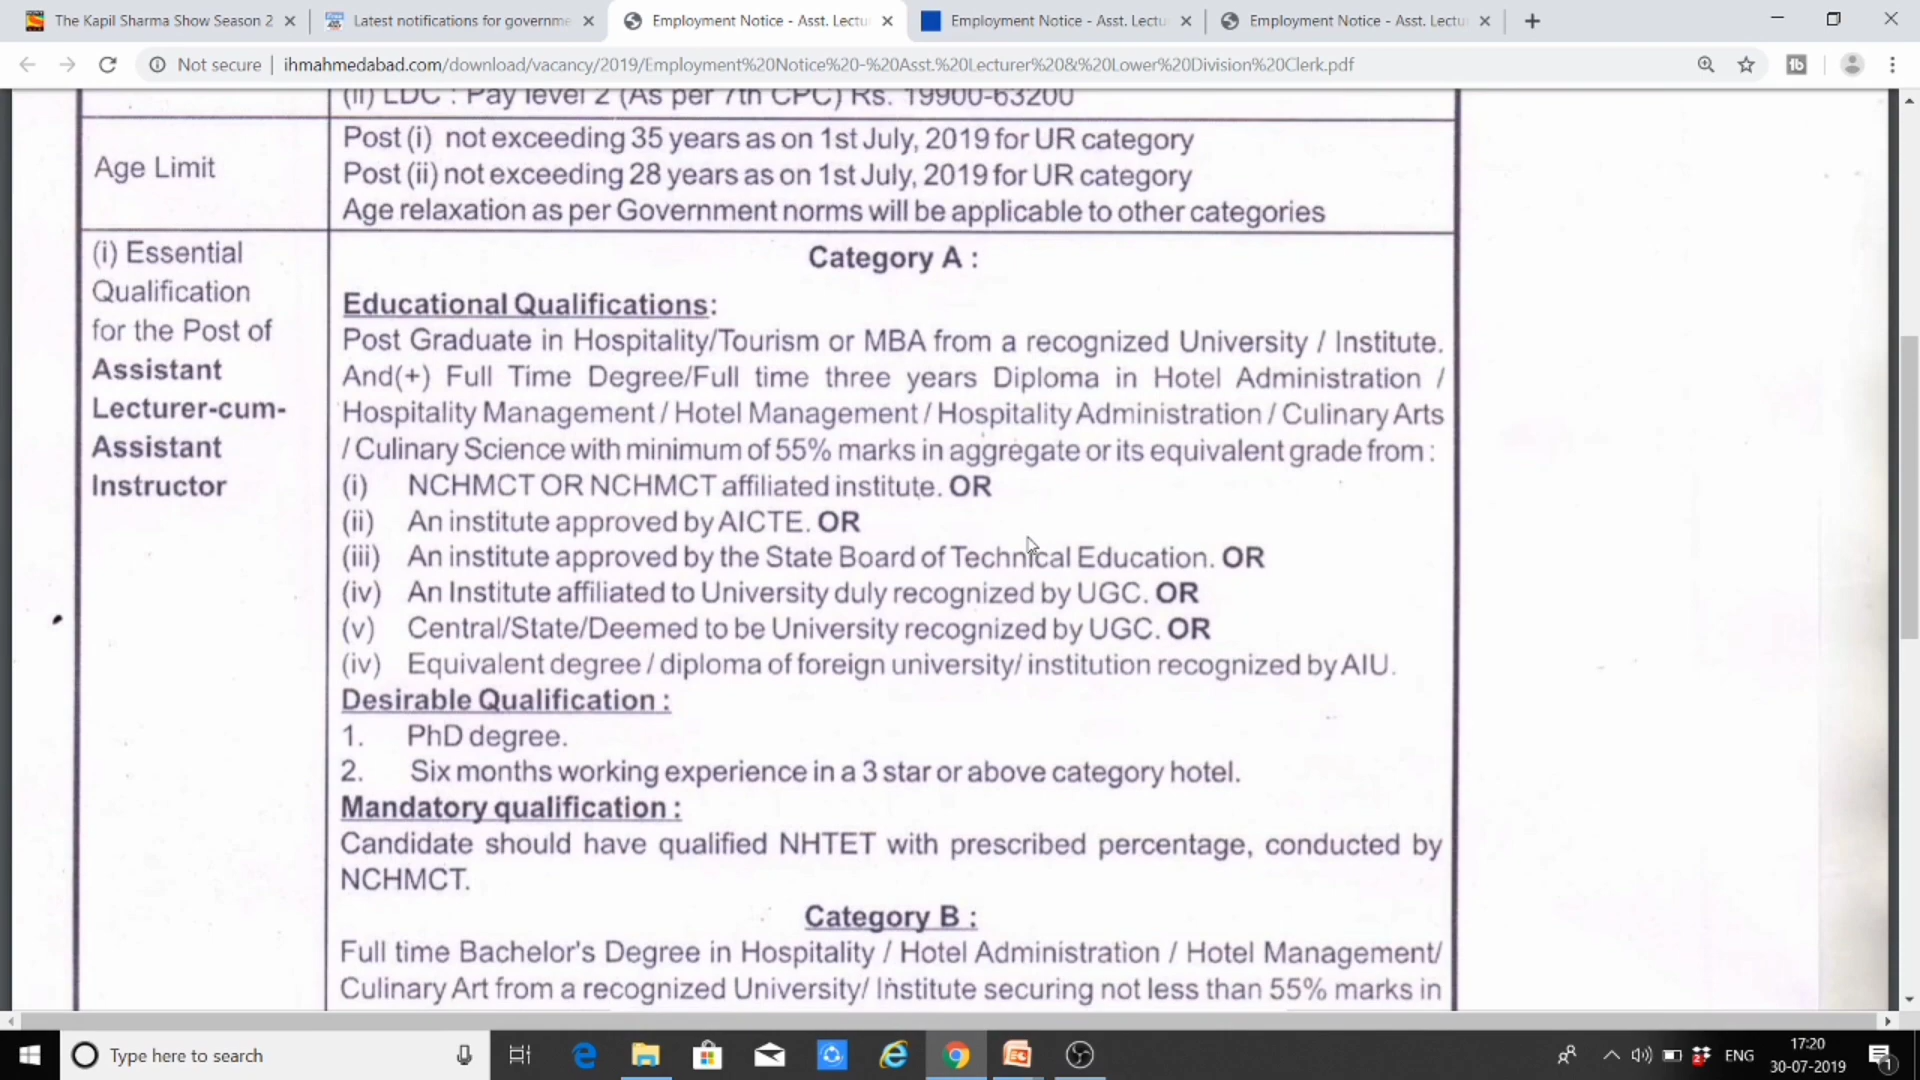 The Kapil Sharma Show Season 2
Latest notifications for governme
Employment Notice - Asst. Lectu
Employment Notice - Asst. Lectu
Employment Notice - Asst. Lectu
Not secure | ihmahmedabad.com/download/vacancy/2019/Employment%20Notice%20-%20Asst.%20Lecturer%20&%20Lower%20Division%20Clerk.pdf
(ii) LDC : Pay level 2 (As per 7th CPC) Rs. 19900-63200
Age Limit
Post (i) not exceeding 35 years as on 1st July, 2019 for UR category
Post (ii) not exceeding 28 years as on 1st July, 2019 for UR category
Age relaxation as per Government norms will be applicable to other categories
(i) Essential
Qualification
for the Post of
Assistant
Lecturer-cum-
Assistant
Instructor
Category A :
Educational Qualifications:
Post Graduate in Hospitality/Tourism or MBA from a recognized University / Institute.
And(+) Full Time Degree/Full time three years Diploma in Hotel Administration /
Hospitality Management / Hotel Management / Hospitality Administration / Culinary Arts
/ Culinary Science with minimum of 55% marks in aggregate or its equivalent grade from :
(i) NCHMCT OR NCHMCT affiliated institute. OR
(ii) An institute approved by AICTE. OR
(iii) An institute approved by the State Board of Technical Education. OR
(iv) An Institute affiliated to University duly recognized by UGC. OR
(v) Central/State/Deemed to be University recognized by UGC. OR
(iv) Equivalent degree / diploma of foreign university/ institution recognized by AIU.
Desirable Qualification :
1. PhD degree.
2. Six months working experience in a 3 star or above category hotel.
Mandatory qualification :
Candidate should have qualified NHTET with prescribed percentage, conducted by
NCHMCT.
Category B :
Full time Bachelor's Degree in Hospitality / Hotel Administration / Hotel Management/
Culinary Art from a recognized University/ Institute securing not less than 55% marks in
Type here to search
ENG
17:20
30-07-2019